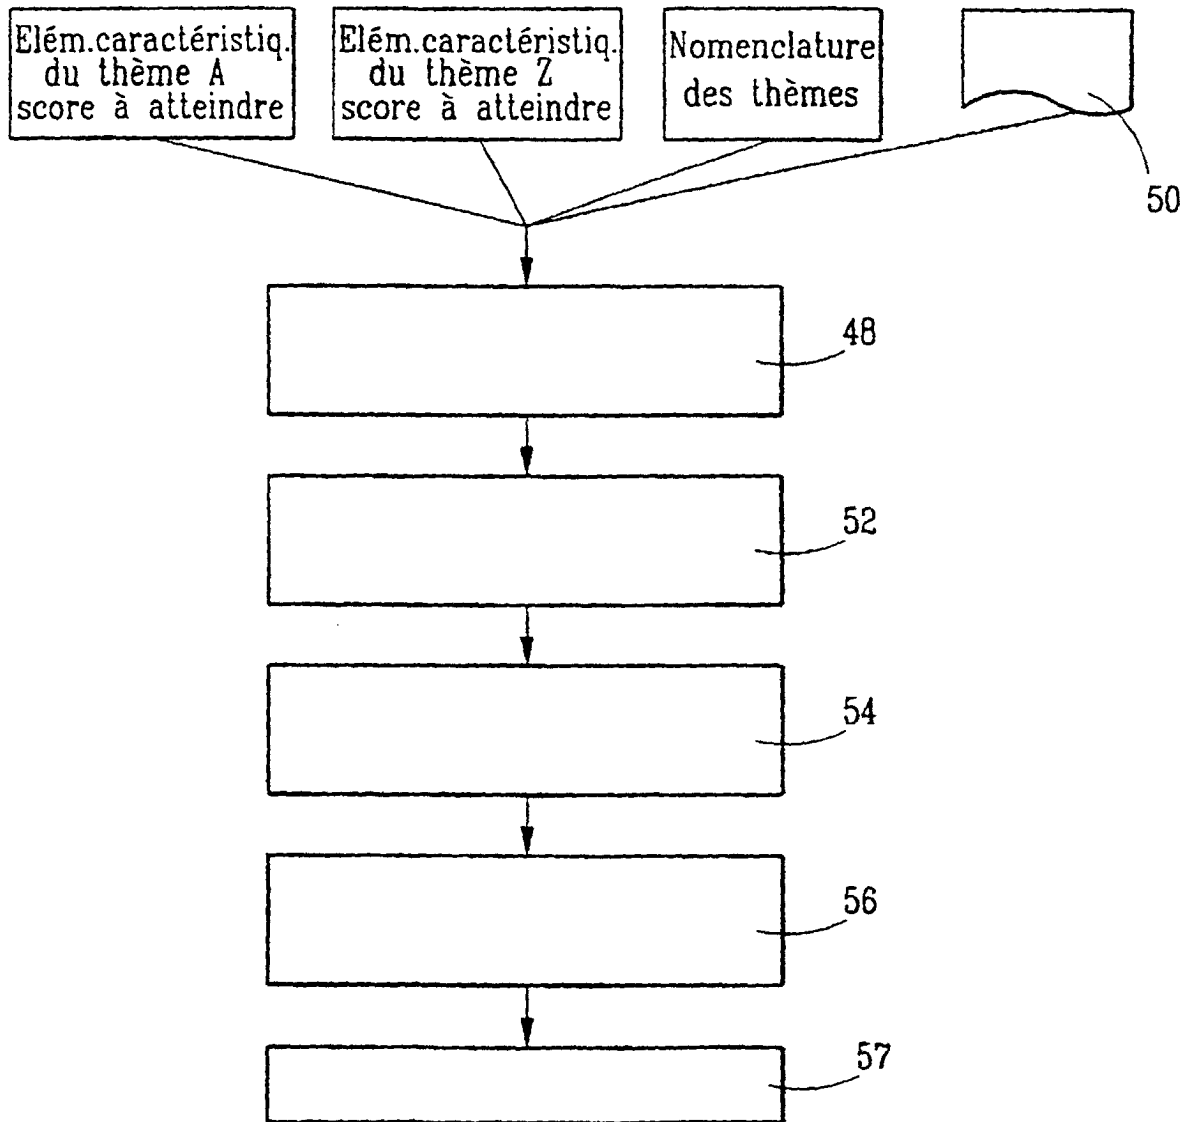 Elém.caractéristiq.
du thème A
score à atteindre
Elém.caractéristiq.
du thème Z
score à atteindre
Nomenclature
des thèmes
50
48
52
54
56
57